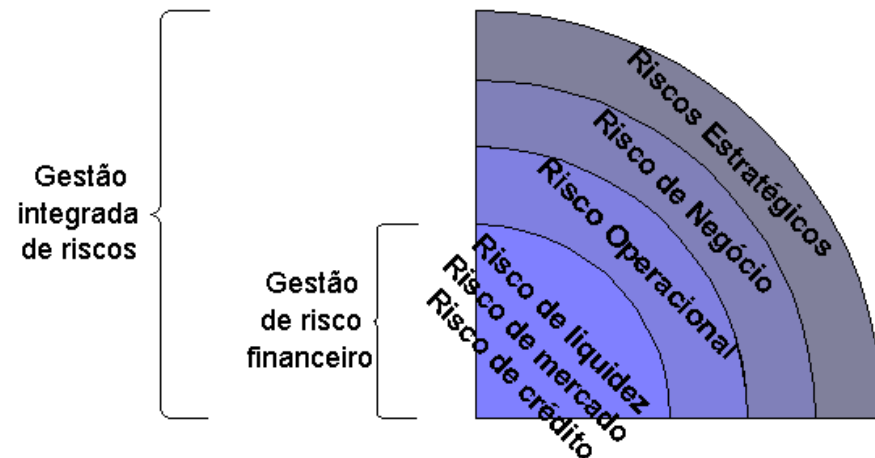 Gestão
integrada
de riscos
Gestão
de risco
financeiro
Riscos Estratégicos
Risco de Negócio
Risco Operacional
Risco de liquidez
Risco de mercado
Risco de crédito